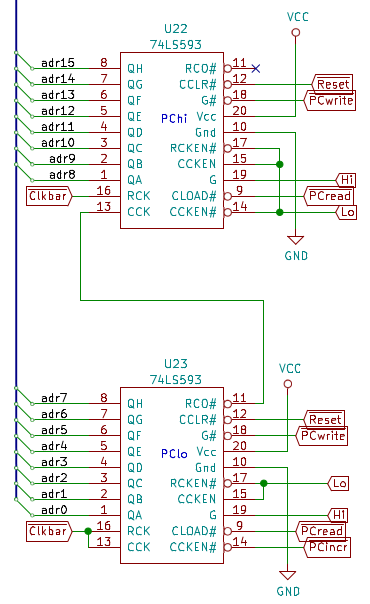 U22
74LS593
VCC
adr15 8 QH RCO# 11
adr14 7 QG CCLR# 12 Reset
adr13 6 QF G# 18 PCwrite
adr12 5 QE Vcc 20
PChi
adr11 4 QD Gnd 10
adr10 3 QC RCKEN# 17
adr9 2 QB CCKEN 15
adr8 1 QA G 19 Hi
Clkbar 16 RCK CLOAD# 9 PCread
13 CCK CCKEN# 14 Lo
GND
U23
74LS593
VCC
adr7 8 QH RCO# 11
adr6 7 QG CCLR# 12 Reset
adr5 6 QF G# 18 PCwrite
adr4 5 QE Vcc 20
PClo
adr3 4 QD Gnd 10
adr2 3 QC RCKEN# 17 Lo
adr1 2 QB CCKEN 15
adr0 1 QA G 19 Hi
Clkbar 16 RCK CLOAD# 9 PCread
13 CCK CCKEN# 14 PCincr
GND